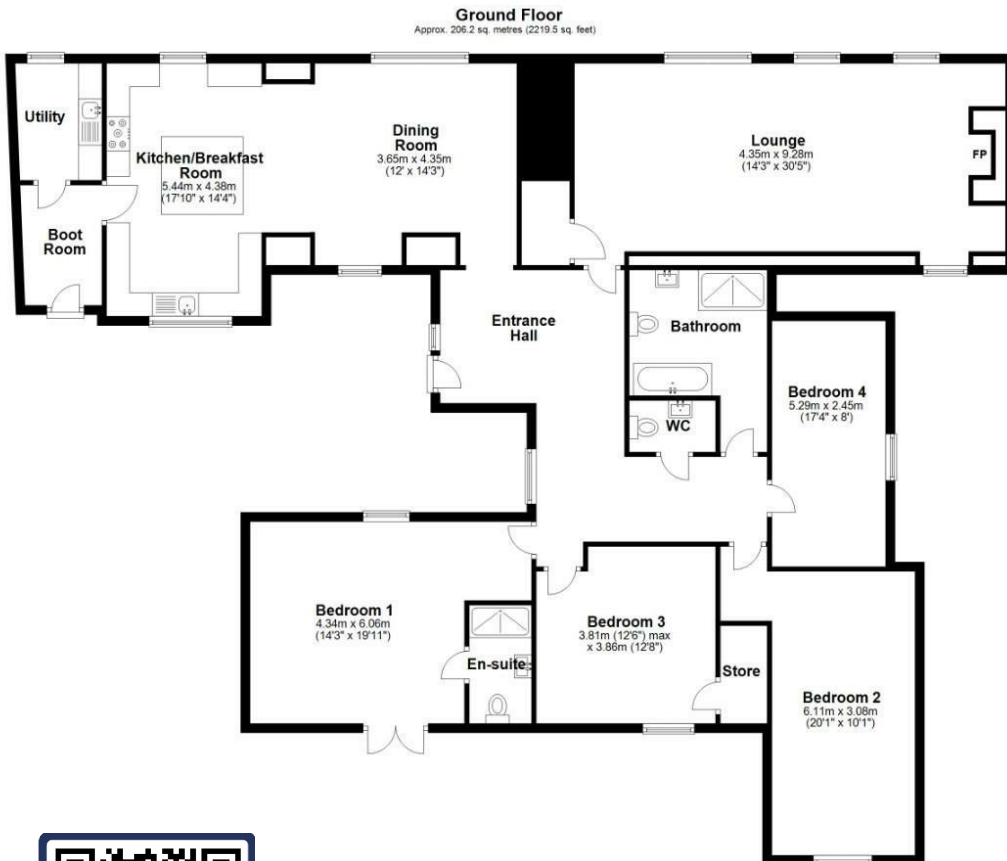 Ground Floor
Approx. 206.2 sq. metres (2219.5 sq. feet)
Utility
Kitchen/Breakfast
Room
5.44m x 4.38m
(17'10" x 14'4")
Dining
Room
3.65m x 4.35m
(12' x 14'3")
Lounge
4.35m x 9.28m
(14'3" x 30'5")
FP
Boot
Room
Entrance
Hall
Bathroom
WC
Bedroom 4
5.29m x 2.45m
(17'4" x 8')
Bedroom 1
4.34m x 6.06m
(14'3" x 19'11")
En-suite
Bedroom 3
3.81m (12'6") max
x 3.86m (12'8")
Store
Bedroom 2
6.11m x 3.08m
(20'1" x 10'1")